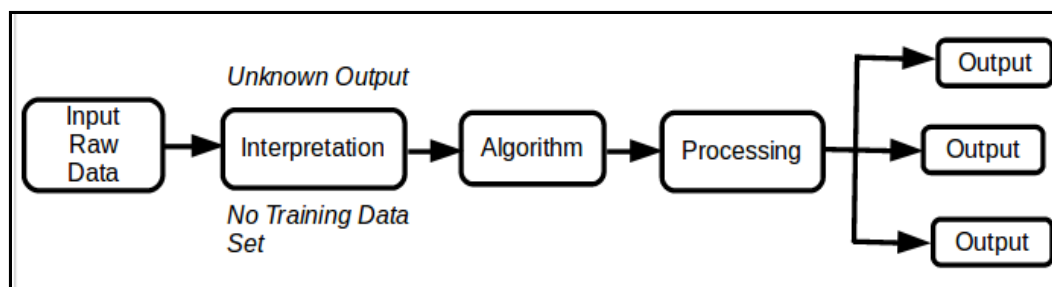 Input
Raw
Data
Unknown Output
Interpretation
No Training Data
Set
Algorithm
Processing
Output
Output
Output